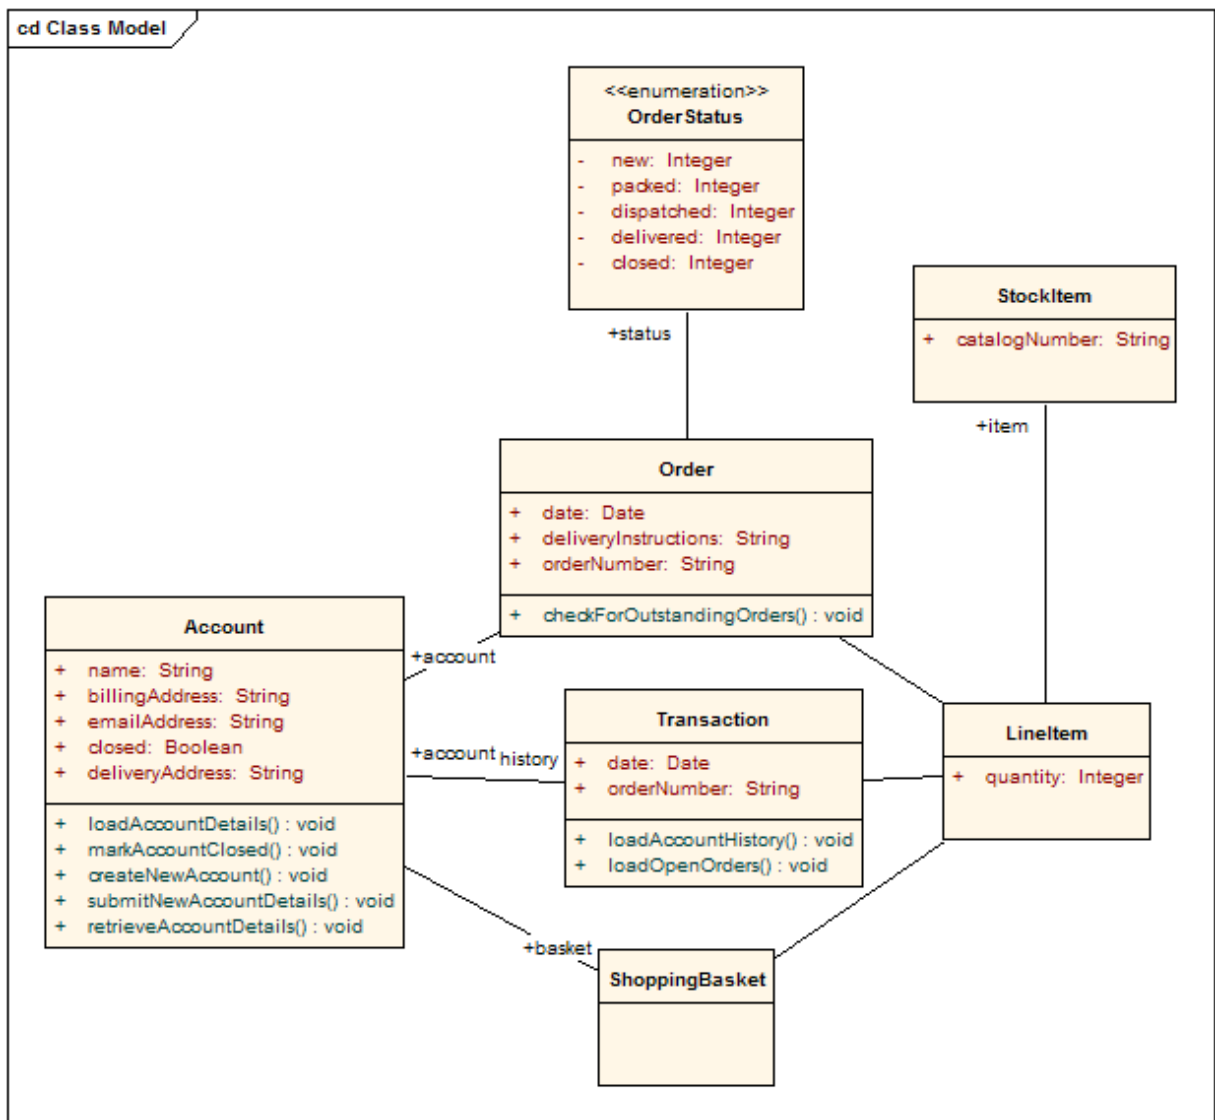 cd Class Model
<<enumeration>>
OrderStatus
- new: Integer
- packed: Integer
- dispatched: Integer
- delivered: Integer
- closed: Integer
+status
StockItem
+ catalogNumber: String
+item
Order
+ date: Date
+ deliveryInstructions: String
+ orderNumber: String
+ checkForOutstandingOrders() : void
Account
+ name: String
+ billingAddress: String
+ emailAddress: String
+ closed: Boolean
+ deliveryAddress: String
+ loadAccountDetails() : void
+ markAccountClosed() : void
+ createNewAccount() : void
+ submitNewAccountDetails() : void
+ retrieveAccountDetails() : void
+account
+account
history
Transaction
+ date: Date
+ orderNumber: String
+ loadAccountHistory() : void
+ loadOpenOrders() : void
LineItem
+ quantity: Integer
+basket
ShoppingBasket